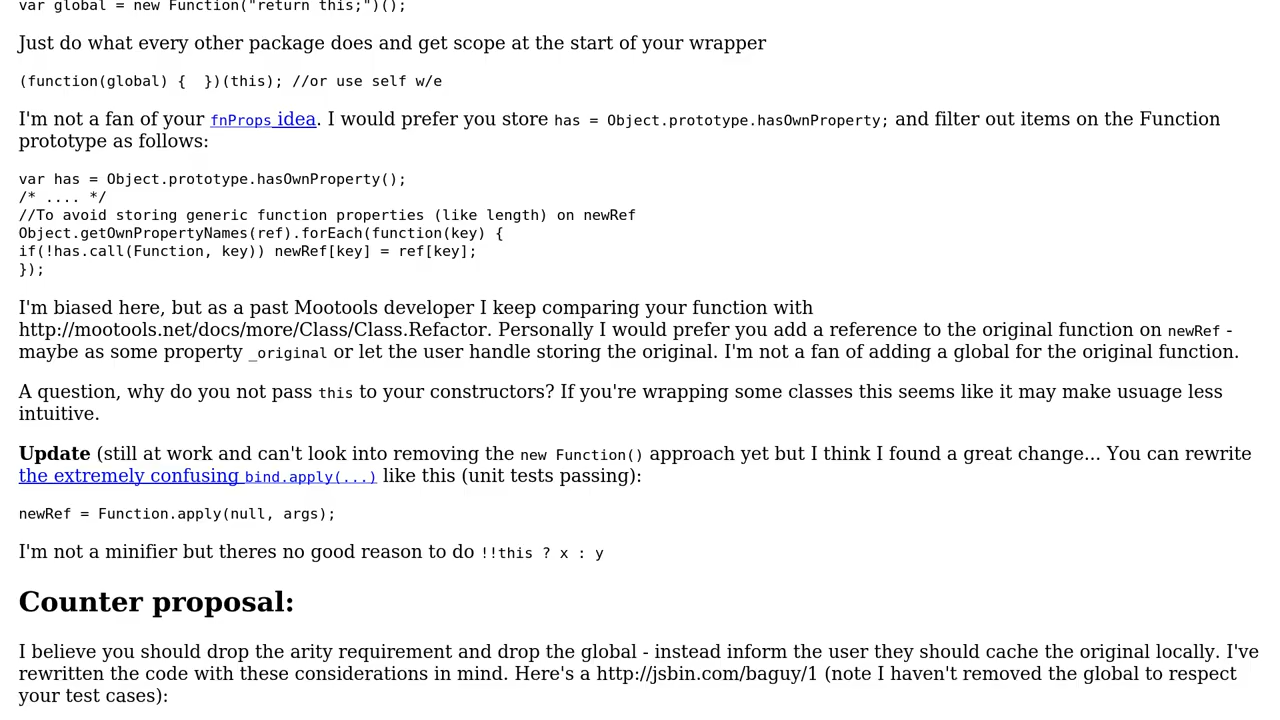 var global = new Function("return this;")();
Just do what every other package does and get scope at the start of your wrapper
(function(global) {  })(this); //or use self w/e
I'm not a fan of your fnProps idea. I would prefer you store has = Object.prototype.hasOwnProperty; and filter out items on the Function
prototype as follows:
var has = Object.prototype.hasOwnProperty();
/* .... */
//To avoid storing generic function properties (like length) on newRef
Object.getOwnPropertyNames(ref).forEach(function(key) {
if(!has.call(Function, key)) newRef[key] = ref[key];
});
I'm biased here, but as a past Mootools developer I keep comparing your function with
http://mootools.net/docs/more/Class/Class.Refactor. Personally I would prefer you add a reference to the original function on newRef -
maybe as some property _original or let the user handle storing the original. I'm not a fan of adding a global for the original function.
A question, why do you not pass this to your constructors? If you're wrapping some classes this seems like it may make usuage less
intuitive.
Update (still at work and can't look into removing the new Function() approach yet but I think I found a great change... You can rewrite
the extremely confusing bind.apply(...) like this (unit tests passing):
newRef = Function.apply(null, args);
I'm not a minifier but theres no good reason to do !!this ? x : y
Counter proposal:
I believe you should drop the arity requirement and drop the global - instead inform the user they should cache the original locally. I've
rewritten the code with these considerations in mind. Here's a http://jsbin.com/baguy/1 (note I haven't removed the global to respect
your test cases):